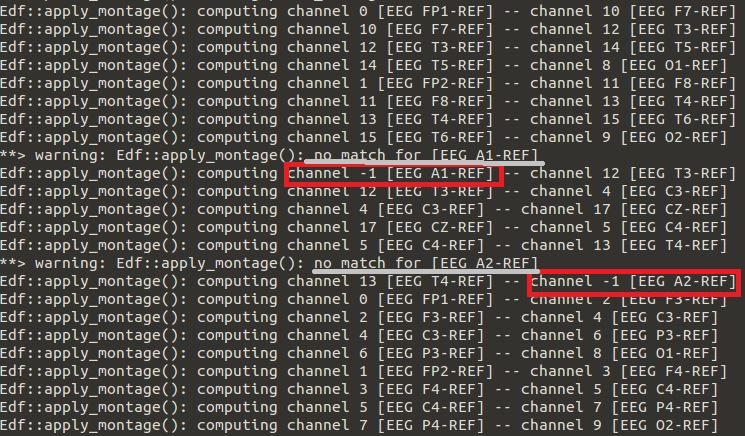 Edf::apply_montage(): computing channel 0 [EEG FP1-REF] -- channel 10 [EEG F7-REF]
Edf::apply_montage(): computing channel 10 [EEG F7-REF] -- channel 12 [EEG T3-REF]
Edf::apply_montage(): computing channel 12 [EEG T3-REF] -- channel 14 [EEG T5-REF]
Edf::apply_montage(): computing channel 14 [EEG T5-REF] -- channel 8 [EEG O1-REF]
Edf::apply_montage(): computing channel 1 [EEG FP2-REF] -- channel 11 [EEG F8-REF]
Edf::apply_montage(): computing channel 11 [EEG F8-REF] -- channel 13 [EEG T4-REF]
Edf::apply_montage(): computing channel 13 [EEG T4-REF] -- channel 15 [EEG T6-REF]
Edf::apply_montage(): computing channel 15 [EEG T6-REF] -- channel 9 [EEG O2-REF]
**> warning: Edf::apply_montage(): no match for [EEG A1-REF]
Edf::apply_montage(): computing channel -1 [EEG A1-REF] -- channel 12 [EEG T3-REF]
Edf::apply_montage(): computing channel 12 [EEG T3-REF] -- channel 4 [EEG C3-REF]
Edf::apply_montage(): computing channel 4 [EEG C3-REF] -- channel 17 [EEG CZ-REF]
Edf::apply_montage(): computing channel 17 [EEG CZ-REF] -- channel 5 [EEG C4-REF]
Edf::apply_montage(): computing channel 5 [EEG C4-REF] -- channel 13 [EEG T4-REF]
**> warning: Edf::apply_montage(): no match for [EEG A2-REF]
Edf::apply_montage(): computing channel 13 [EEG T4-REF] -- channel -1 [EEG A2-REF]
Edf::apply_montage(): computing channel 0 [EEG FP1-REF] -- channel 2 [EEG F3-REF]
Edf::apply_montage(): computing channel 2 [EEG F3-REF] -- channel 4 [EEG C3-REF]
Edf::apply_montage(): computing channel 4 [EEG C3-REF] -- channel 6 [EEG P3-REF]
Edf::apply_montage(): computing channel 6 [EEG P3-REF] -- channel 8 [EEG O1-REF]
Edf::apply_montage(): computing channel 1 [EEG FP2-REF] -- channel 3 [EEG F4-REF]
Edf::apply_montage(): computing channel 3 [EEG F4-REF] -- channel 5 [EEG C4-REF]
Edf::apply_montage(): computing channel 5 [EEG C4-REF] -- channel 7 [EEG P4-REF]
Edf::apply_montage(): computing channel 7 [EEG P4-REF] -- channel 9 [EEG O2-REF]